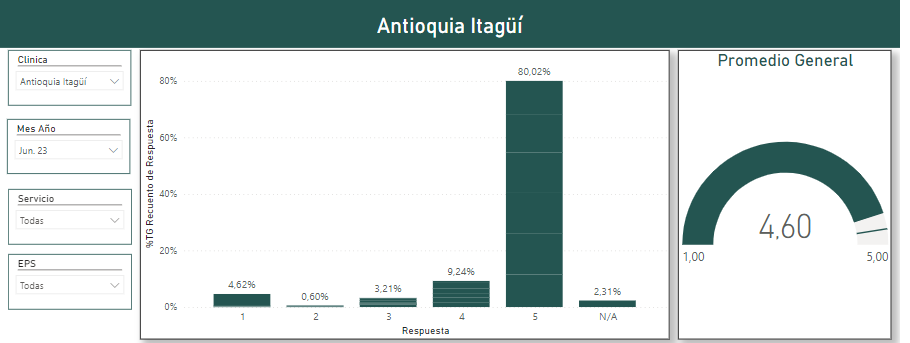 Antioquia Itagüí
Clínica
Antioquia Itagüí
Mes Año
Jun. 23
Servicio
Todas
EPS
Todas
%TG Recuento de Respuesta
80%
60%
40%
20%
0%
4,62%
0,60%
3,21%
9,24%
80,02%
2,31%
1
2
3
4
5
N/A
Respuesta
Promedio General
4,60
1,00
5,00